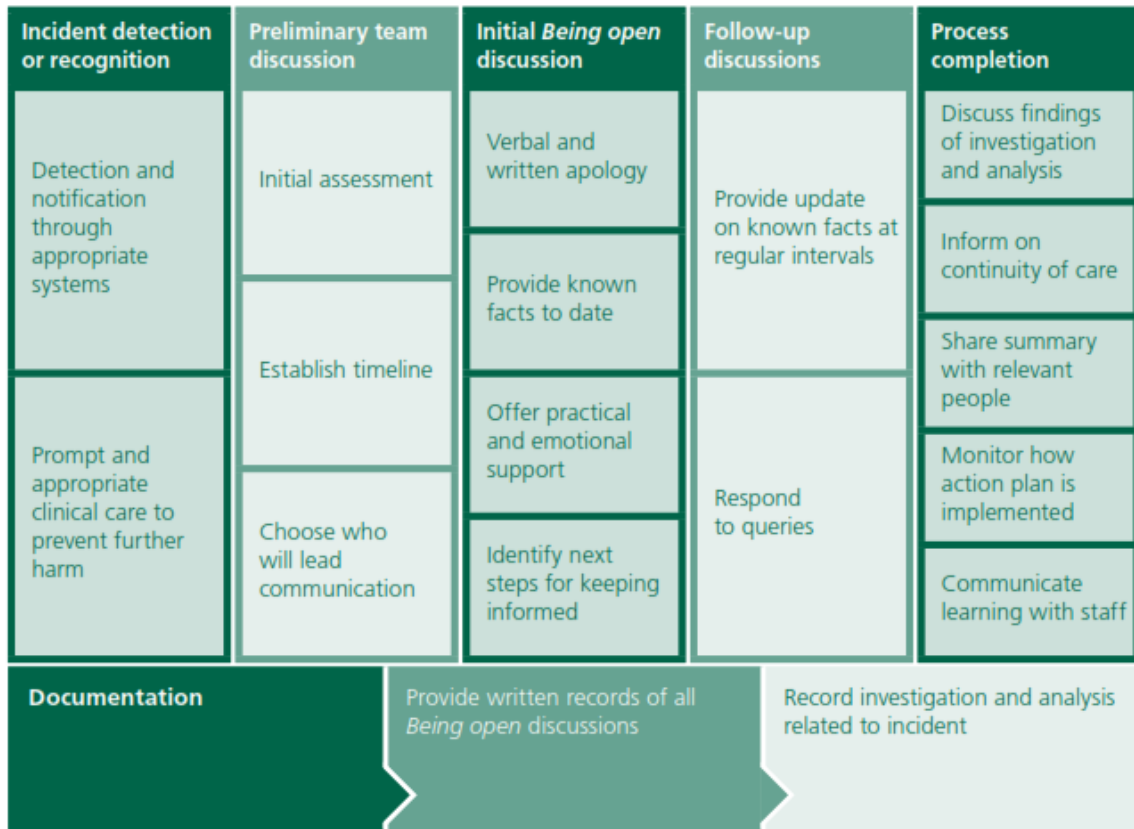 Incident detection
or recognition
Detection and
notification
through
appropriate
systems
Prompt and
appropriate
clinical care to
prevent further
harm
Preliminary team
discussion
Initial assessment
Establish timeline
Choose who
will lead
communication
Initial Being open
discussion
Verbal and
written apology
Provide known
facts to date
Offer practical
and emotional
support
Identify next
steps for keeping
informed
Follow-up
discussions
Provide update
on known facts at
regular intervals
Respond
to queries
Process
completion
Discuss findings
of investigation
and analysis
Inform on
continuity of care
Share summary
with relevant
people
Monitor how
action plan is
implemented
Communicate
learning with staff
Documentation
Provide written records of all
Being open discussions
Record investigation and analysis
related to incident